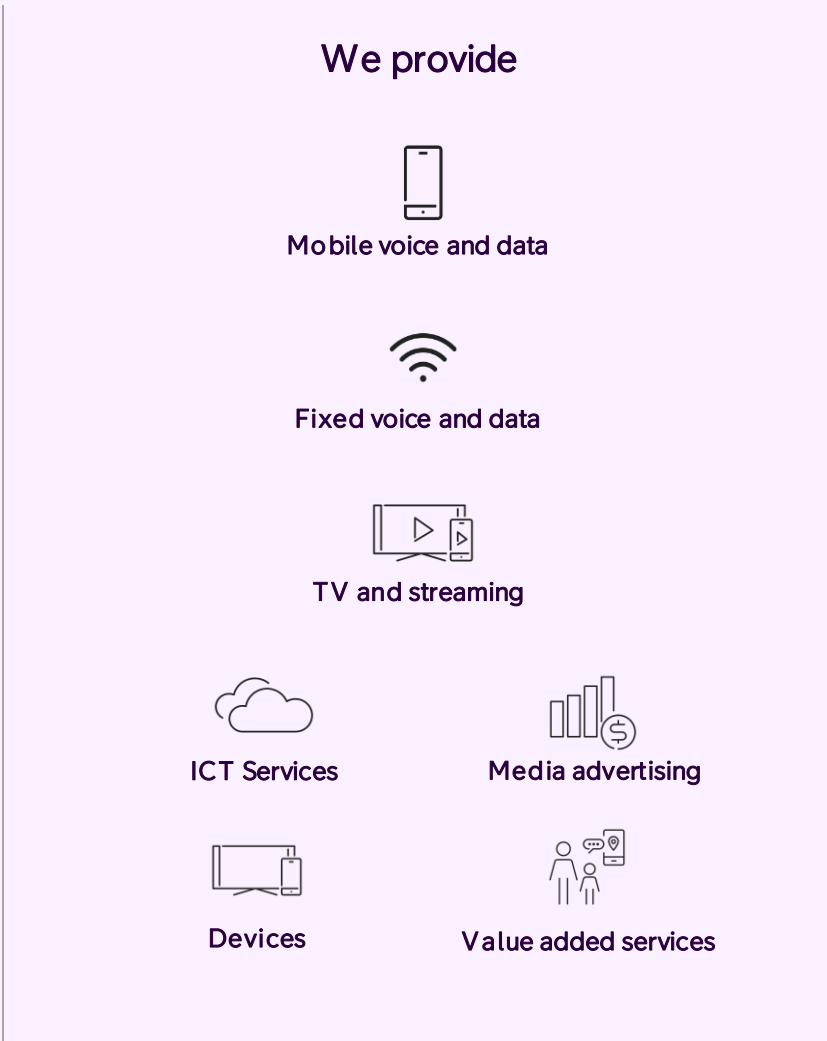 We provide
Mobile voice and data
Fixed voice and data
TV and streaming
ICT Services
Media advertising
Devices
Value added services